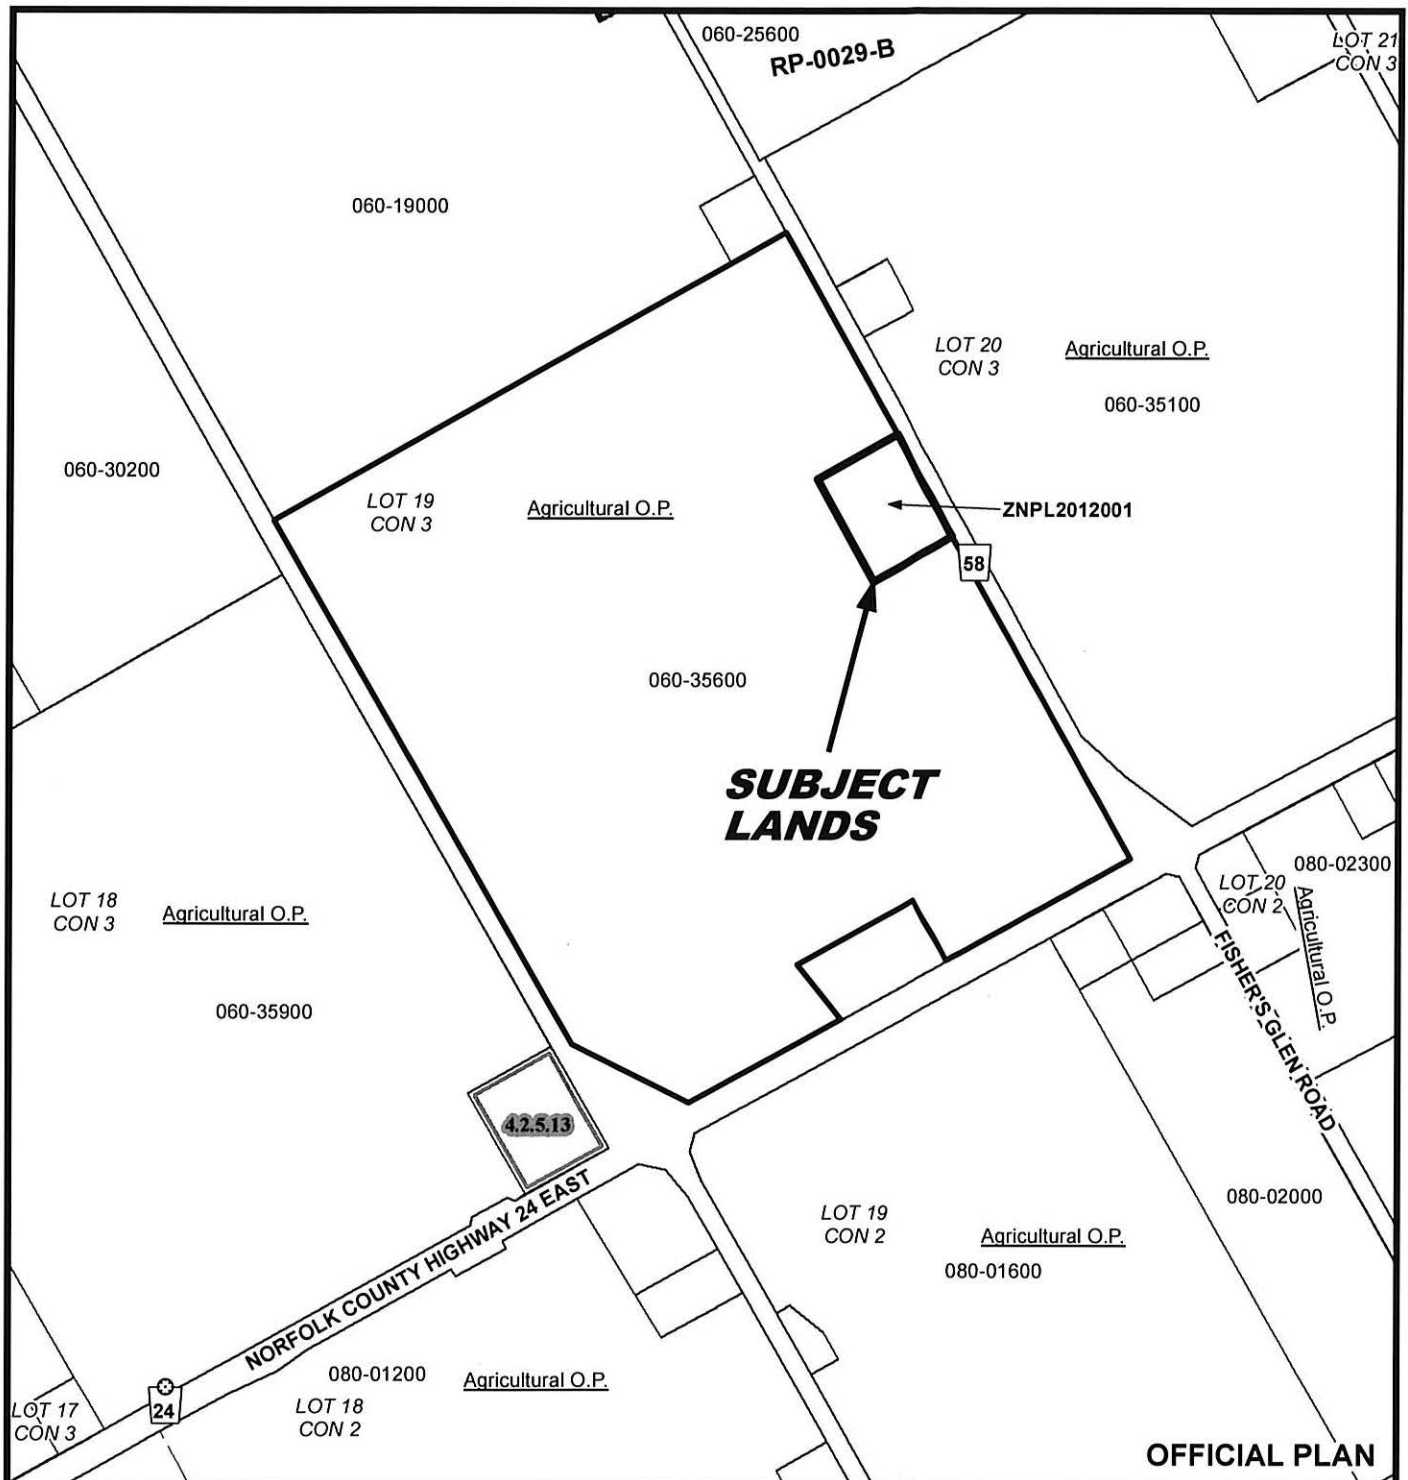 060-25600
RP-0029-B
LOT 21
CON 3
060-19000
LOT 20
CON 3
Agricultural O.P.
060-35100
060-30200
LOT 19
CON 3
Agricultural O.P.
ZNPL2012001
58
060-35600
SUBJECT
LANDS
080-02300
LOT 20
CON 2
Agricultural O.P.
LOT 18
CON 3
Agricultural O.P.
FISHER'S GLEN ROAD
060-35900
4.2.5.13
NORFOLK COUNTY HIGHWAY 24 EAST
080-02000
LOT 19
CON 2
Agricultural O.P.
080-01600
080-01200
Agricultural O.P.
24
LOT 17
CON 3
LOT 18
CON 2
OFFICIAL PLAN